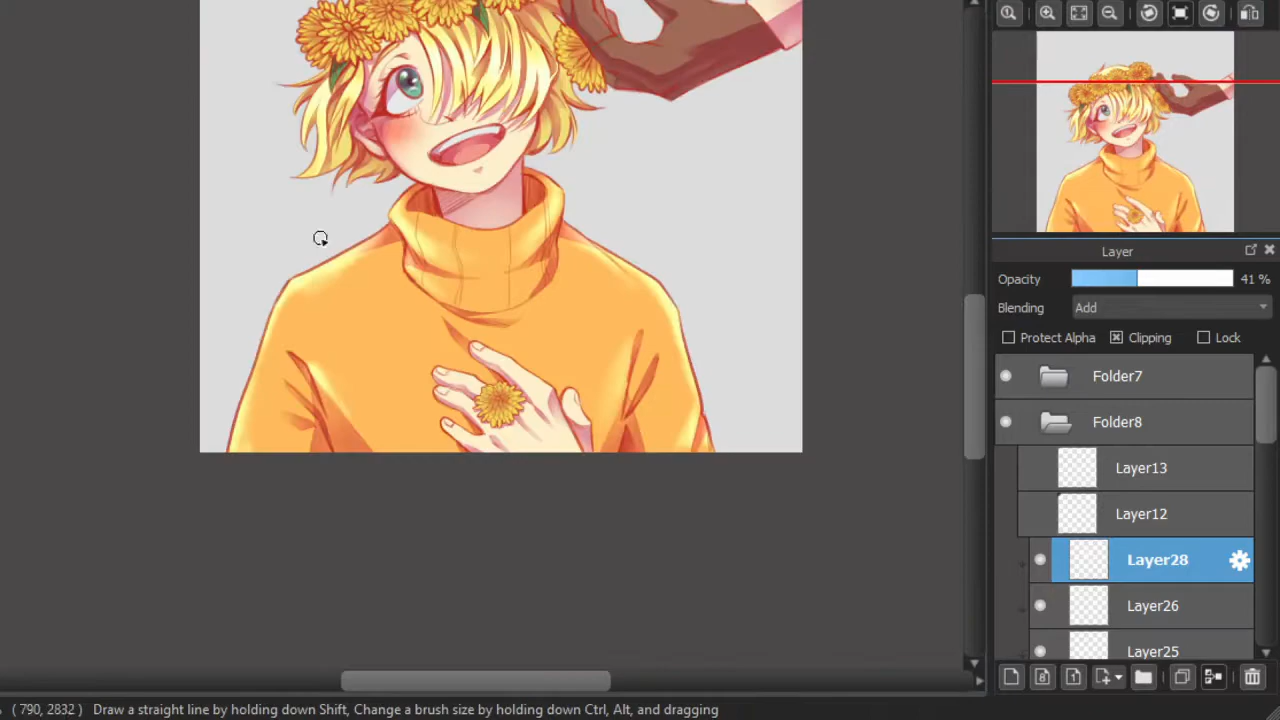 Layer
Opacity 41 %
Blending Add
Protect Alpha Clipping Lock
Folder7
Folder8
Layer13
Layer12
Layer28
Layer26
Layer25
( 790, 2832 ) Draw a straight line by holding down Shift, Change a brush size by holding down Ctrl, Alt, and dragging